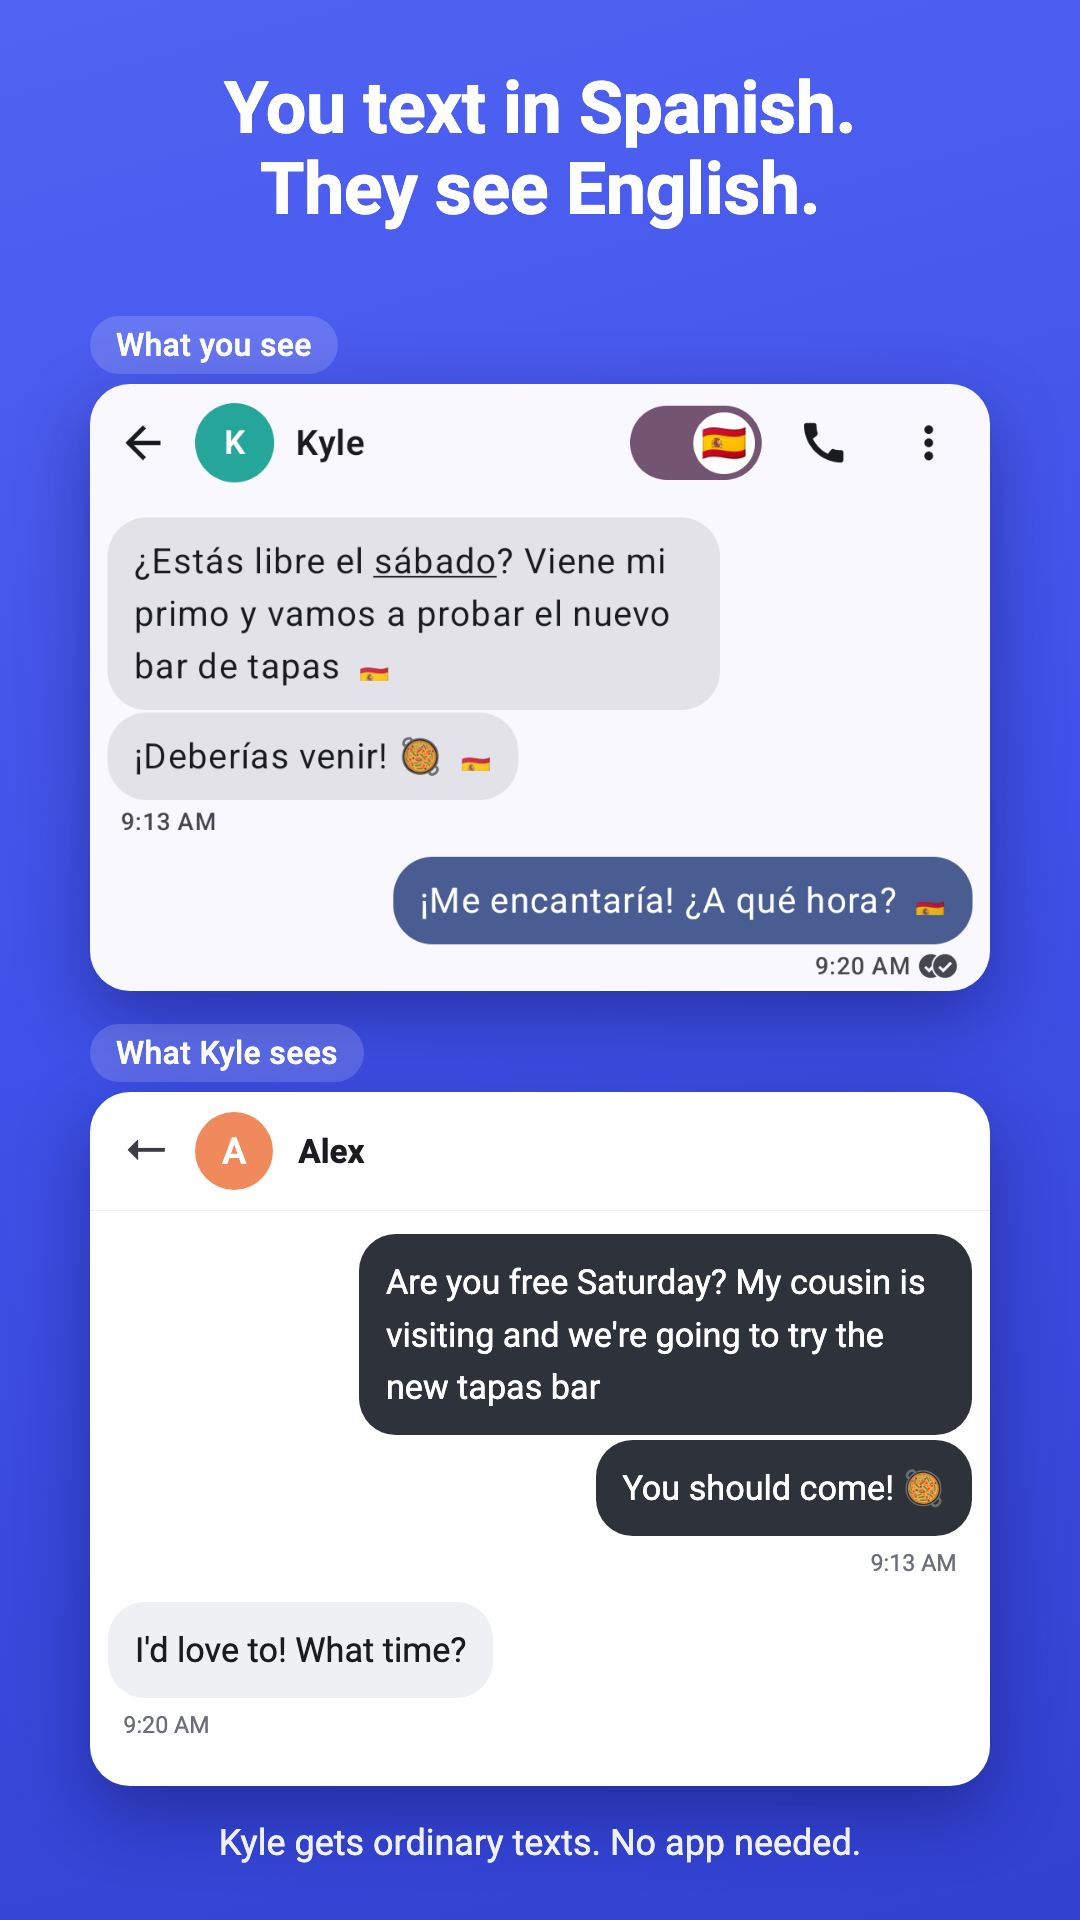 You text in Spanish.
They see English.
What you see
K
Kyle
¿Estás libre el sábado? Viene mi
primo y vamos a probar el nuevo
bar de tapas 🇪🇸
¡Deberías venir! 🥘 🇪🇸
9:13 AM
¡Me encantaría! ¿A qué hora? 🇪🇸
9:20 AM
What Kyle sees
A
Alex
Are you free Saturday? My cousin is
visiting and we're going to try the
new tapas bar
You should come! 🥘
9:13 AM
I'd love to! What time?
9:20 AM
Kyle gets ordinary texts. No app needed.